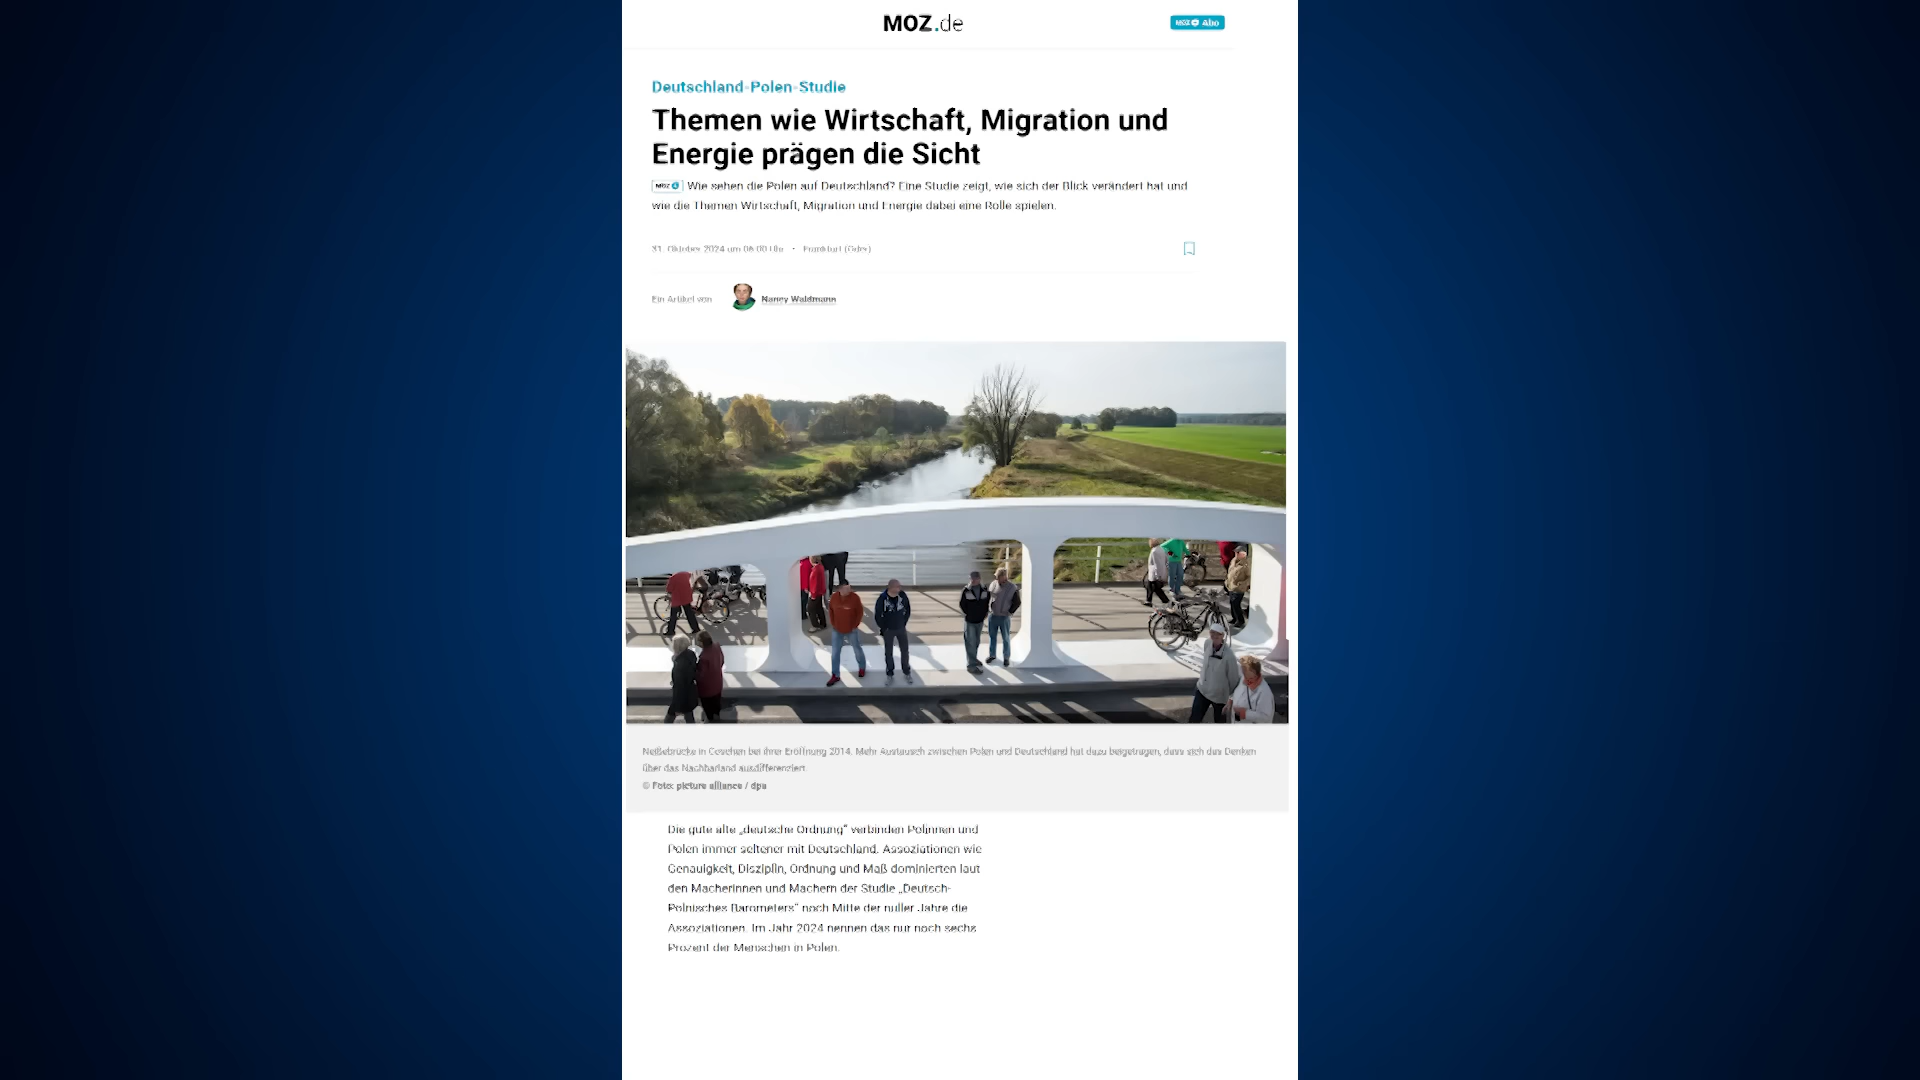 MOZ.de
MOZ+ Abo
Deutschland-Polen-Studie
Themen wie Wirtschaft, Migration und
Energie prägen die Sicht
MOZ+ Wie sehen die Polen auf Deutschland? Eine Studie zeigt, wie sich der Blick verändert hat und
wie die Themen Wirtschaft, Migration und Energie dabei eine Rolle spielen.
31. Oktober 2024 um 06:00 Uhr • Frankfurt (Oder)
Ein Artikel von Nancy Waldmann
Neißebrücke in Coschen bei ihrer Eröffnung 2014. Mehr Austausch zwischen Polen und Deutschland hat dazu beigetragen, dass sich das Denken
über das Nachbarland ausdifferenziert.
© Foto: picture alliance / dpa
Die gute alte „deutsche Ordnung“ verbinden Polinnen und
Polen immer seltener mit Deutschland. Assoziationen wie
Genauigkeit, Disziplin, Ordnung und Maß dominierten laut
den Macherinnen und Machern der Studie „Deutsch-
Polnisches Barometers“ noch Mitte der nuller Jahre die
Assoziationen. Im Jahr 2024 nennen das nur noch sechs
Prozent der Menschen in Polen.